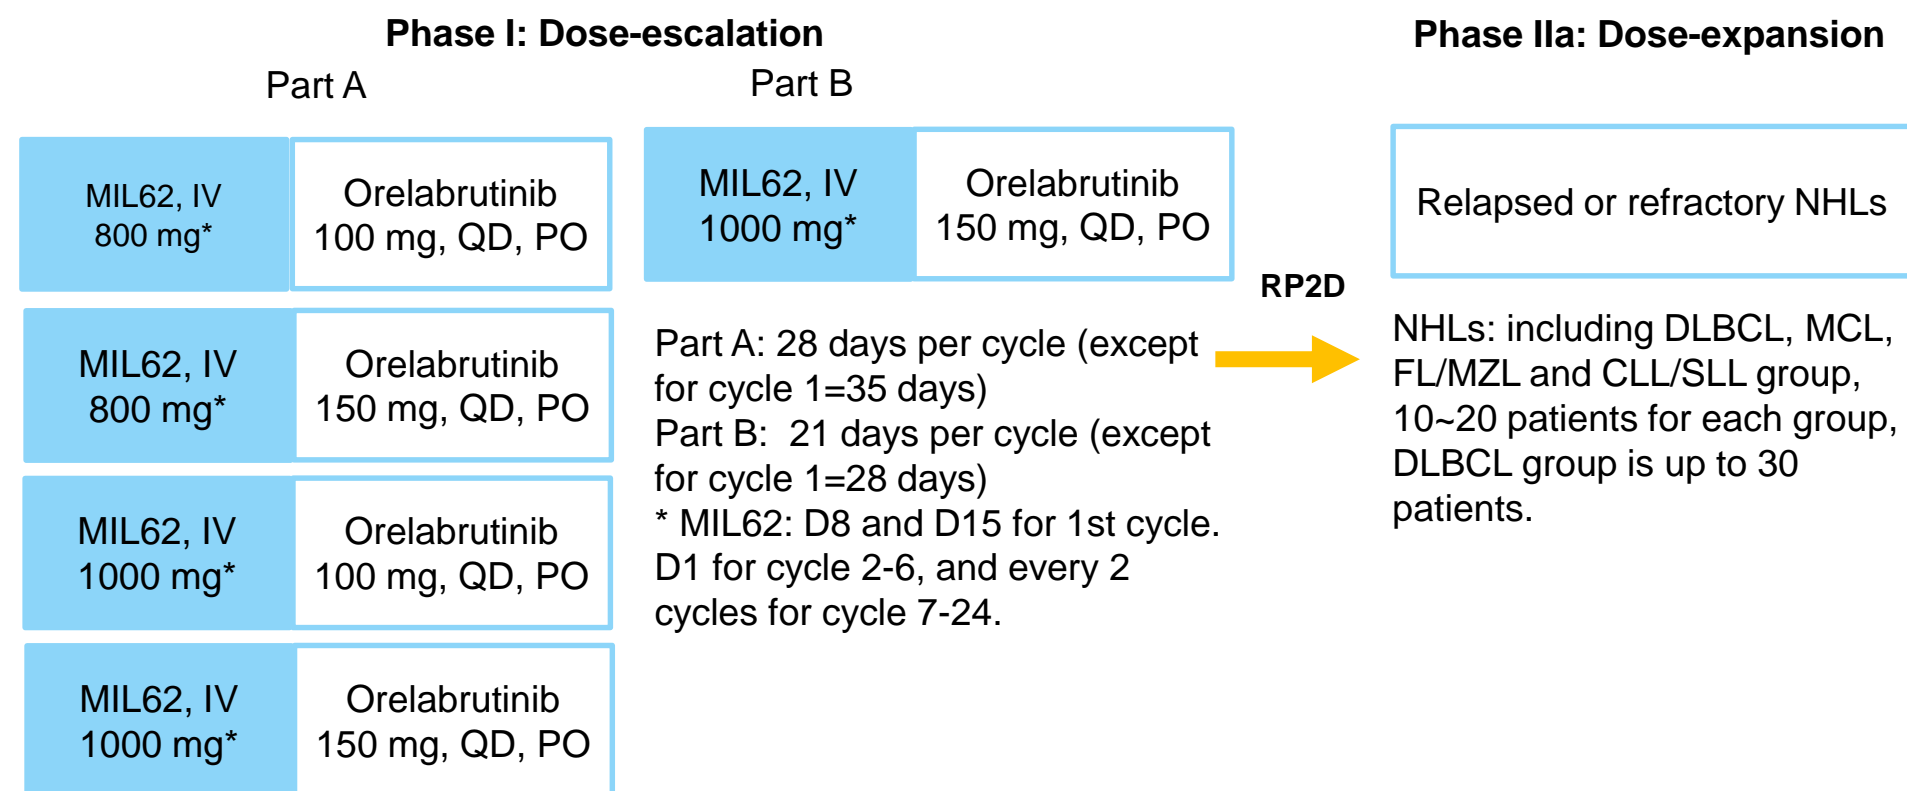 Phase I: Dose-escalation
Part A
Part B
MIL62, IV
800 mg*
Orelabrutinib
100 mg, QD, PO
MIL62, IV
800 mg*
Orelabrutinib
150 mg, QD, PO
MIL62, IV
1000 mg*
Orelabrutinib
100 mg, QD, PO
MIL62, IV
1000 mg*
Orelabrutinib
150 mg, QD, PO
MIL62, IV
1000 mg*
Orelabrutinib
150 mg, QD, PO
Part A: 28 days per cycle (except
for cycle 1=35 days)
Part B: 21 days per cycle (except
for cycle 1=28 days)
* MIL62: D8 and D15 for 1st cycle.
D1 for cycle 2-6, and every 2
cycles for cycle 7-24.
RP2D
Phase IIa: Dose-expansion
Relapsed or refractory NHLs
NHLs: including DLBCL, MCL,
FL/MZL and CLL/SLL group,
10~20 patients for each group,
DLBCL group is up to 30
patients.